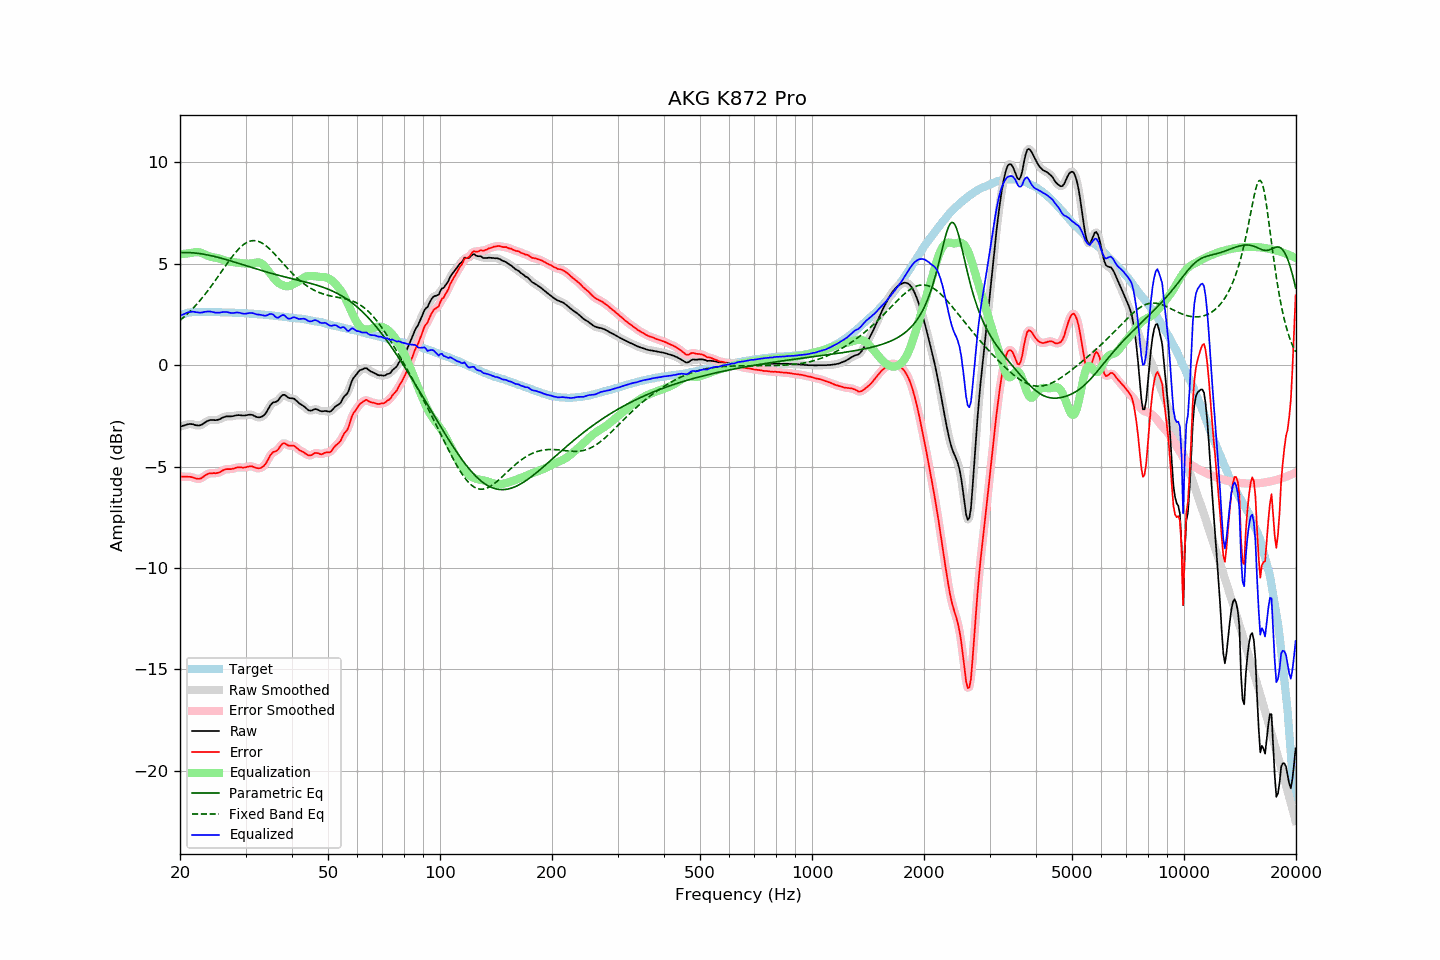 AKG K872 Pro
Amplitude (dBr)
10
5
0
−5
−10
−15
−20
Target
Raw Smoothed
Error Smoothed
Raw
Error
Equalization
Parametric Eq
Fixed Band Eq
Equalized
20 50 100 200 500 1000 2000 5000 10000 20000
Frequency (Hz)